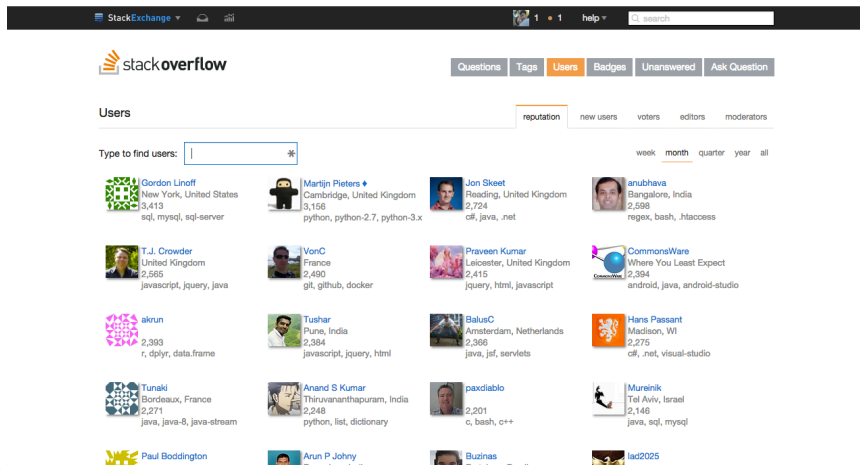 StackExchange
1 1 help search
stackoverflow
Questions Tags Users Badges Unanswered Ask Question
Users
reputation new users voters editors moderators
Type to find users:
week month quarter year all
Gordon Linoff
New York, United States
3,413
sql, mysql, sql-server
Martijn Pieters ♦
Cambridge, United Kingdom
3,156
python, python-2.7, python-3.x
Jon Skeet
Reading, United Kingdom
2,724
c#, java, .net
anubhava
Bangalore, India
2,598
regex, bash, .htaccess
T.J. Crowder
United Kingdom
2,565
javascript, jquery, java
VonC
France
2,490
git, github, docker
Praveen Kumar
Leicester, United Kingdom
2,415
jquery, html, javascript
CommonsWare
CommonsWare
Where You Least Expect
2,394
android, java, android-studio
akrun
2,393
r, dplyr, data.frame
Tushar
Pune, India
2,384
javascript, jquery, html
BalusC
Amsterdam, Netherlands
2,366
java, jsf, servlets
Hans Passant
Madison, WI
2,275
c#, .net, visual-studio
Tunaki
Bordeaux, France
2,271
java, java-8, java-stream
Anand S Kumar
Thiruvananthapuram, India
2,248
python, list, dictionary
paxdiablo
2,201
c, bash, c++
Mureinik
Tel Aviv, Israel
2,146
java, sql, mysql
Paul Boddington
Arun P Johny
Buzinas
lad2025